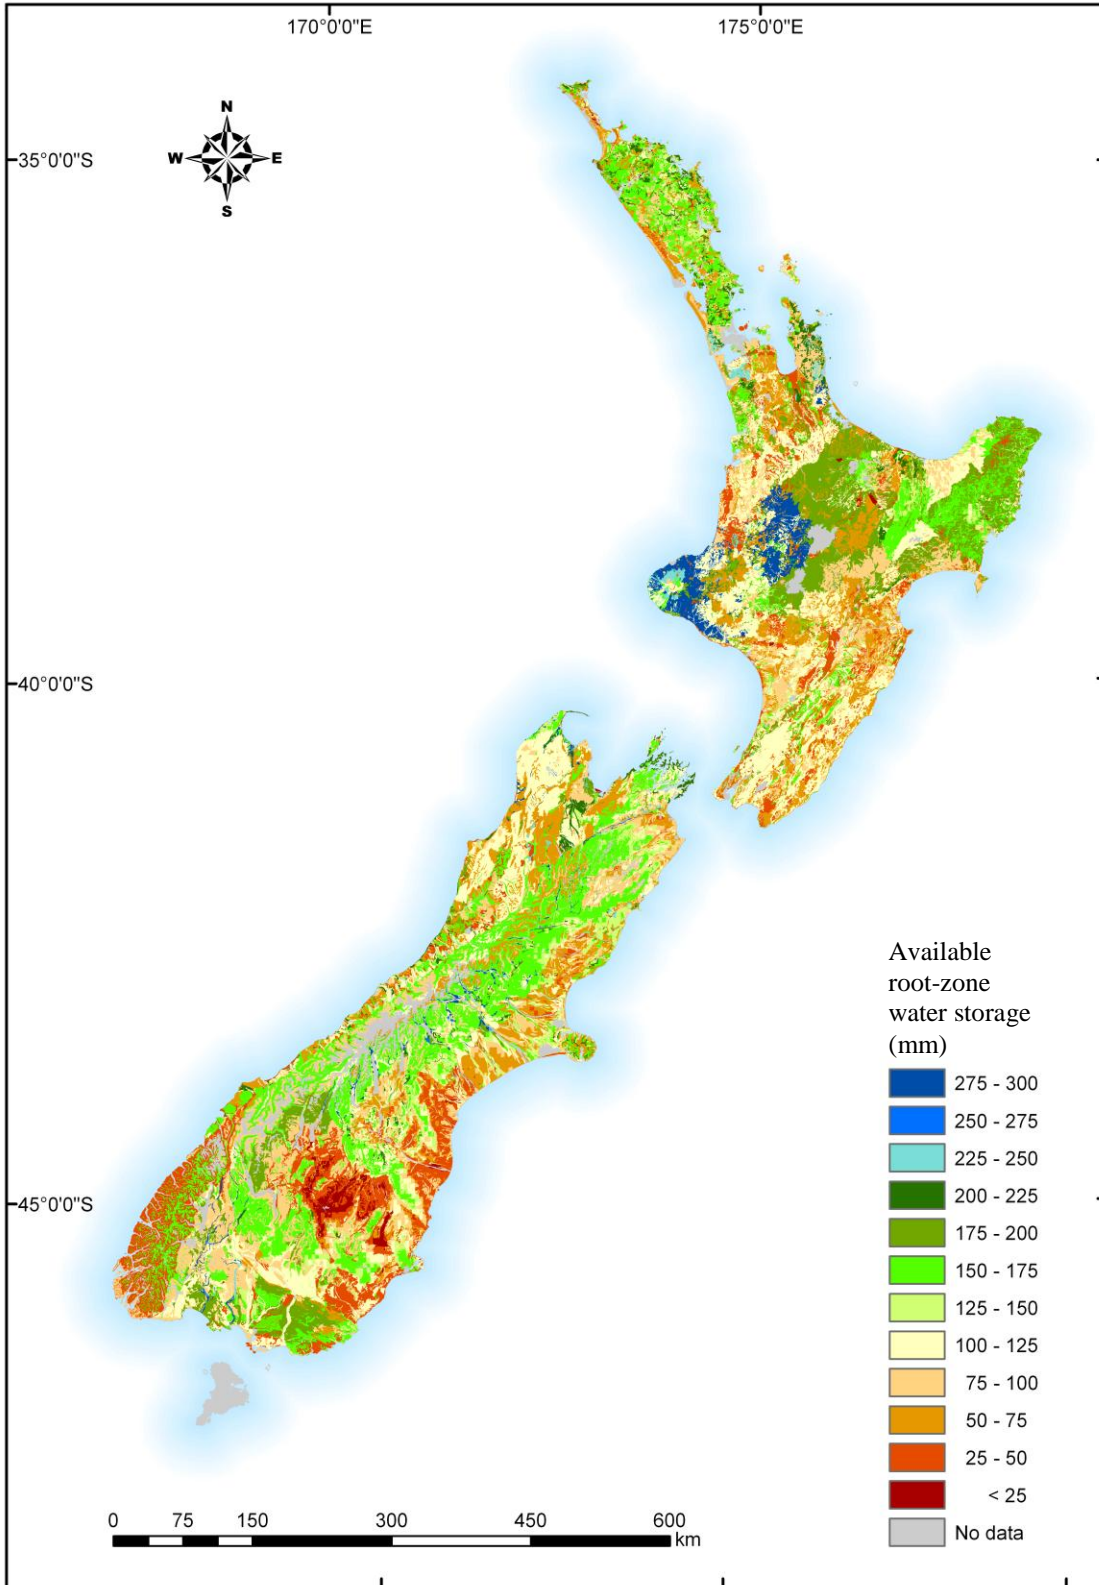 170°0'0"E
175°0'0"E
N
W
E
S
35°0'0"S
40°0'0"S
45°0'0"S
Available
root-zone
water storage
(mm)
275 - 300
250 - 275
225 - 250
200 - 225
175 - 200
150 - 175
125 - 150
100 - 125
75 - 100
50 - 75
25 - 50
< 25
No data
0 75 150 300 450 600
km